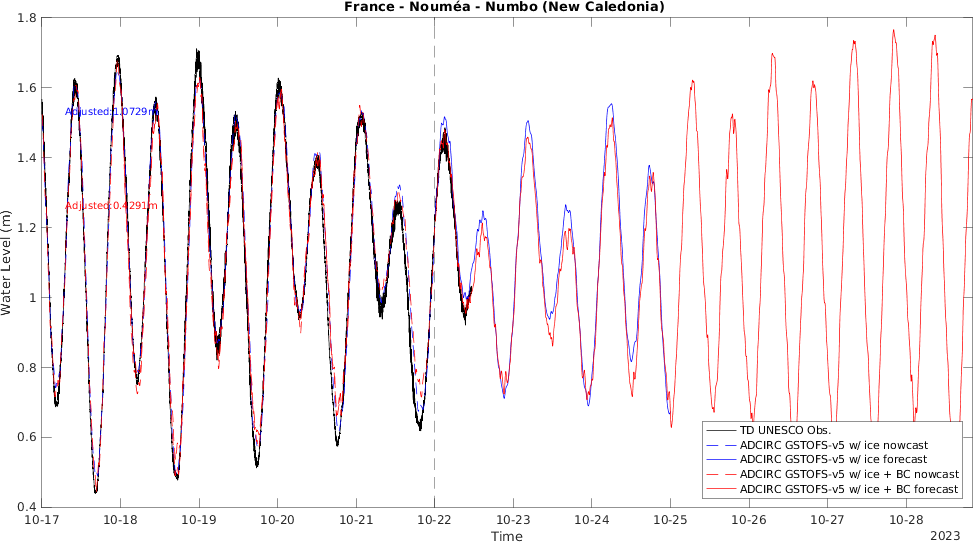 France - Nouméa - Numbo (New Caledonia)
Water Level (m)
1.8
1.6
1.4
1.2
1
0.8
0.6
0.4
Adjusted:1.0729m
Adjusted:0.4291m
TD UNESCO Obs.
ADCIRC GSTOFS-v5 w/ ice nowcast
ADCIRC GSTOFS-v5 w/ ice forecast
ADCIRC GSTOFS-v5 w/ ice + BC nowcast
ADCIRC GSTOFS-v5 w/ ice + BC forecast
10-17 10-18 10-19 10-20 10-21 10-22 10-23 10-24 10-25 10-26 10-27 10-28
Time
2023